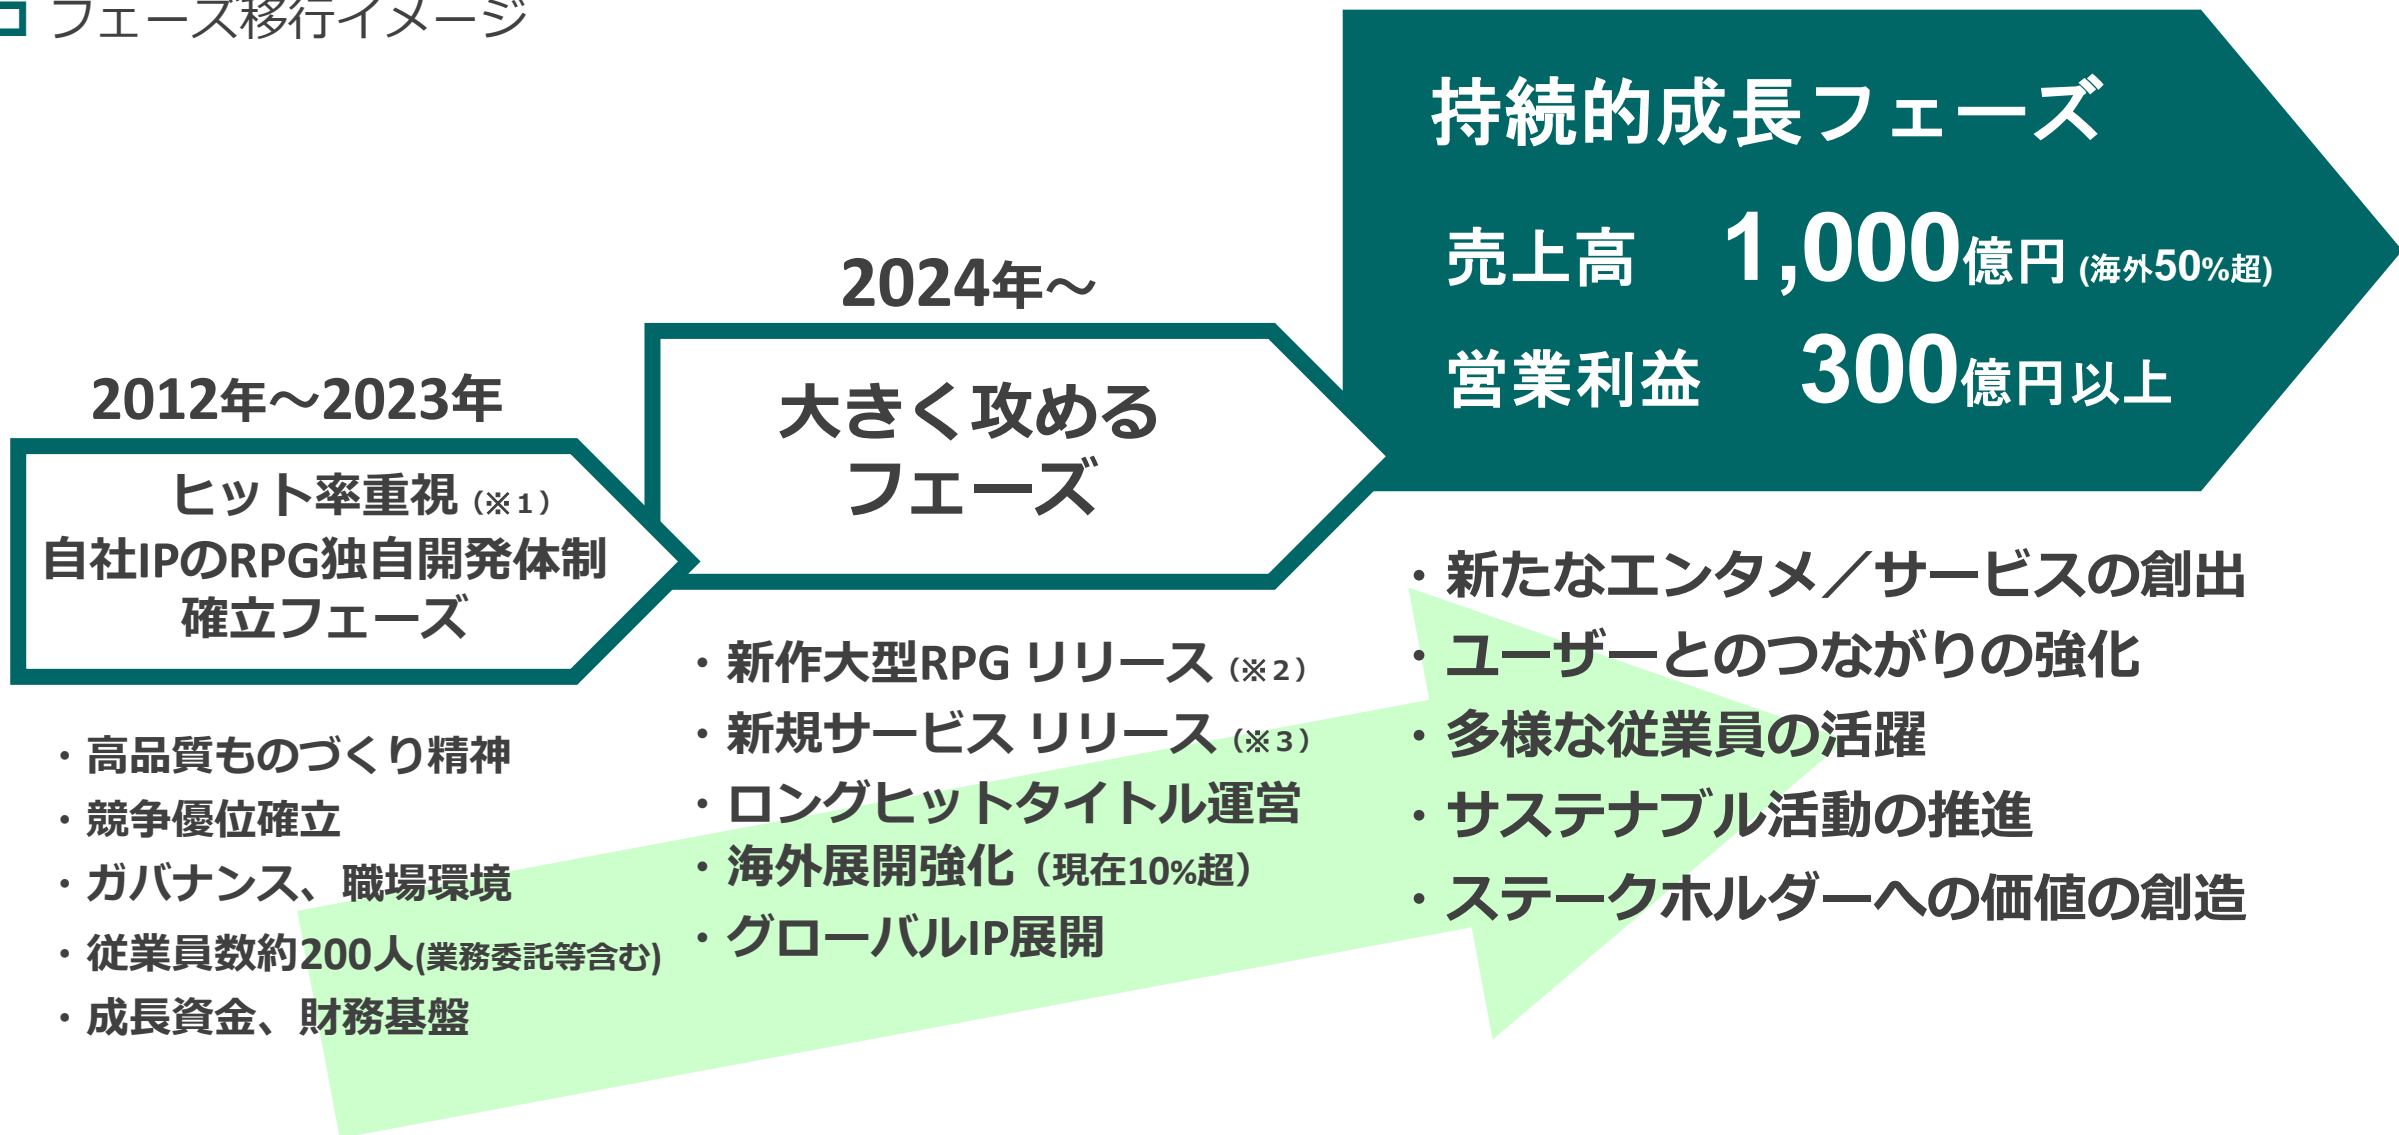 フェーズ移行イメージ
2012年～2023年
ヒット率重視（※１）
自社IPのRPG独自開発体制
確立フェーズ
・高品質ものづくり精神
・競争優位確立
・ガバナンス、職場環境
・従業員数約200人(業務委託等含む)
・成長資金、財務基盤
2024年～
大きく攻める
フェーズ
・新作大型RPG リリース（※２）
・新規サービス リリース（※３）
・ロングヒットタイトル運営
・海外展開強化（現在10%超）
・グローバルIP展開
持続的成長フェーズ
売上高 1,000億円 (海外50%超)
営業利益 300億円以上
・新たなエンタメ／サービスの創出
・ユーザーとのつながりの強化
・多様な従業員の活躍
・サステナブル活動の推進
・ステークホルダーへの価値の創造